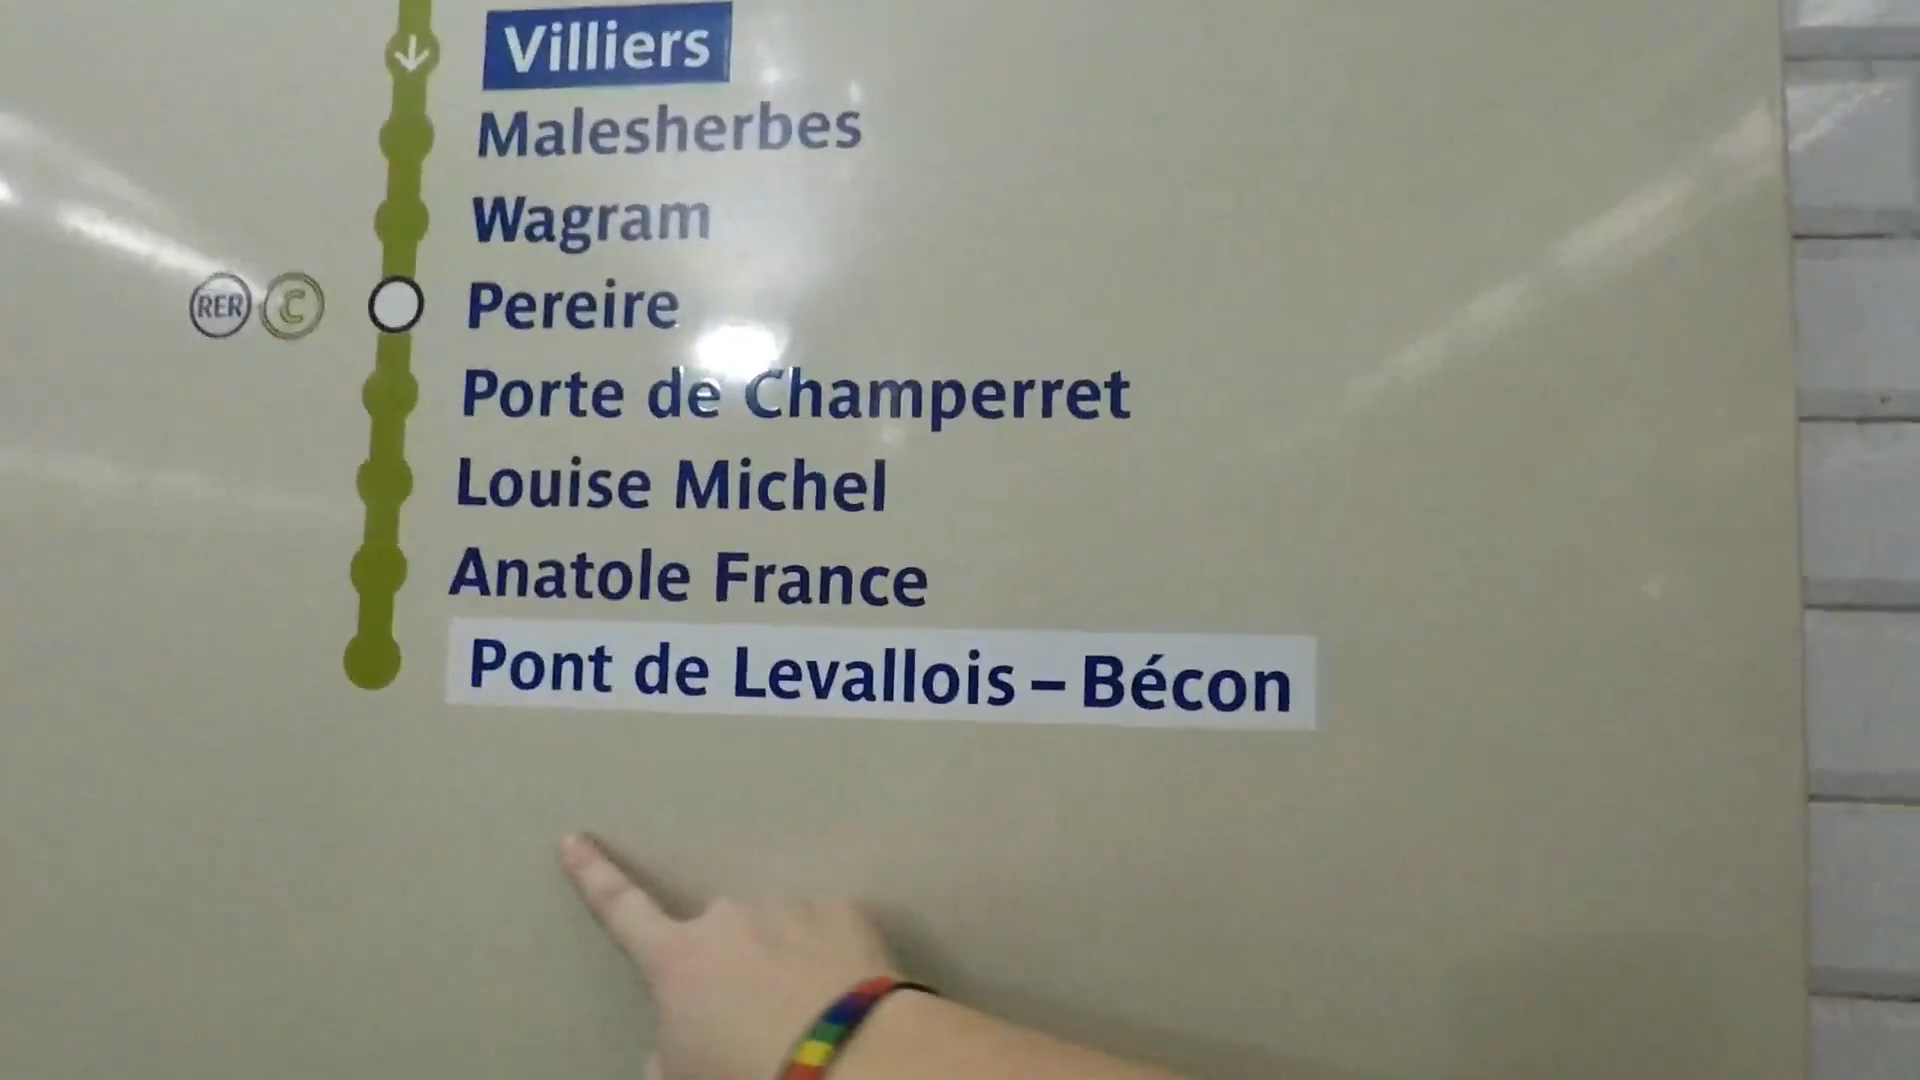 Villiers
Malesherbes
Wagram
RER C Pereire
Porte de Champerret
Louise Michel
Anatole France
Pont de Levallois – Bécon